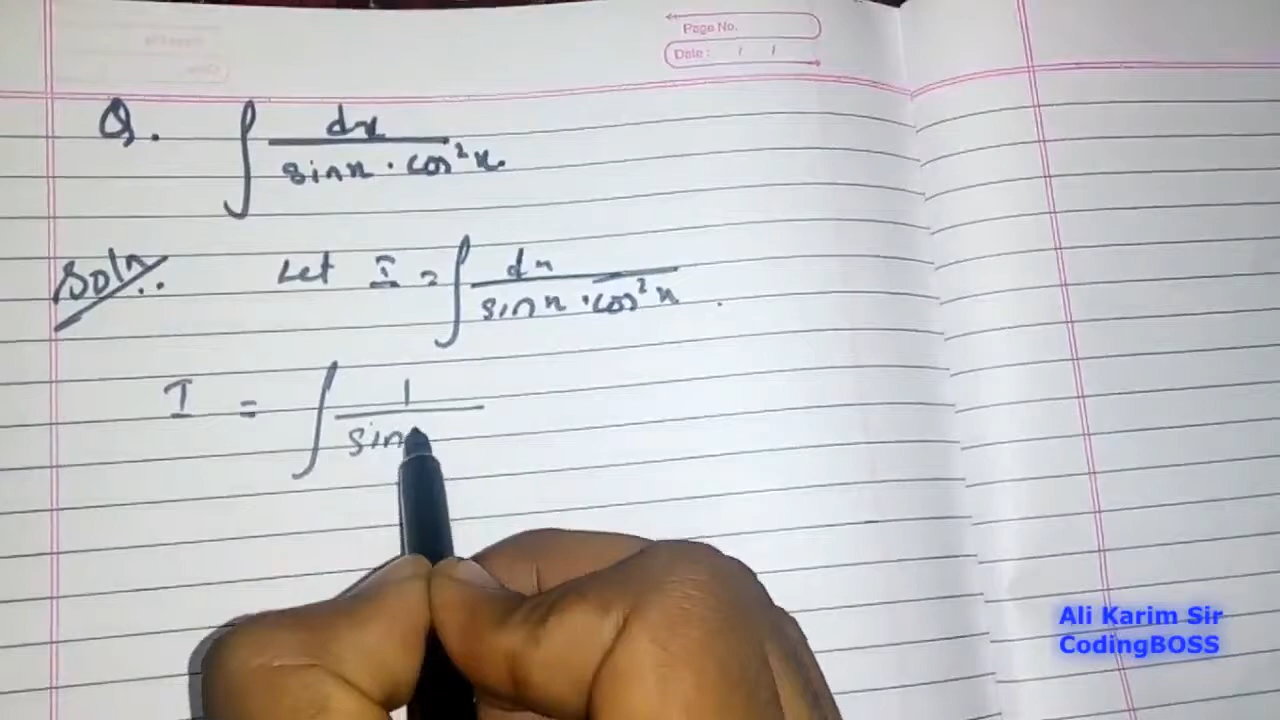 Page No.
Date : / /
Q. ∫ dx / sinx · cos²x.
Soln.. Let I = ∫ dx / sinx · cos²x .
I = ∫ 1 / sin
Ali Karim Sir
CodingBOSS